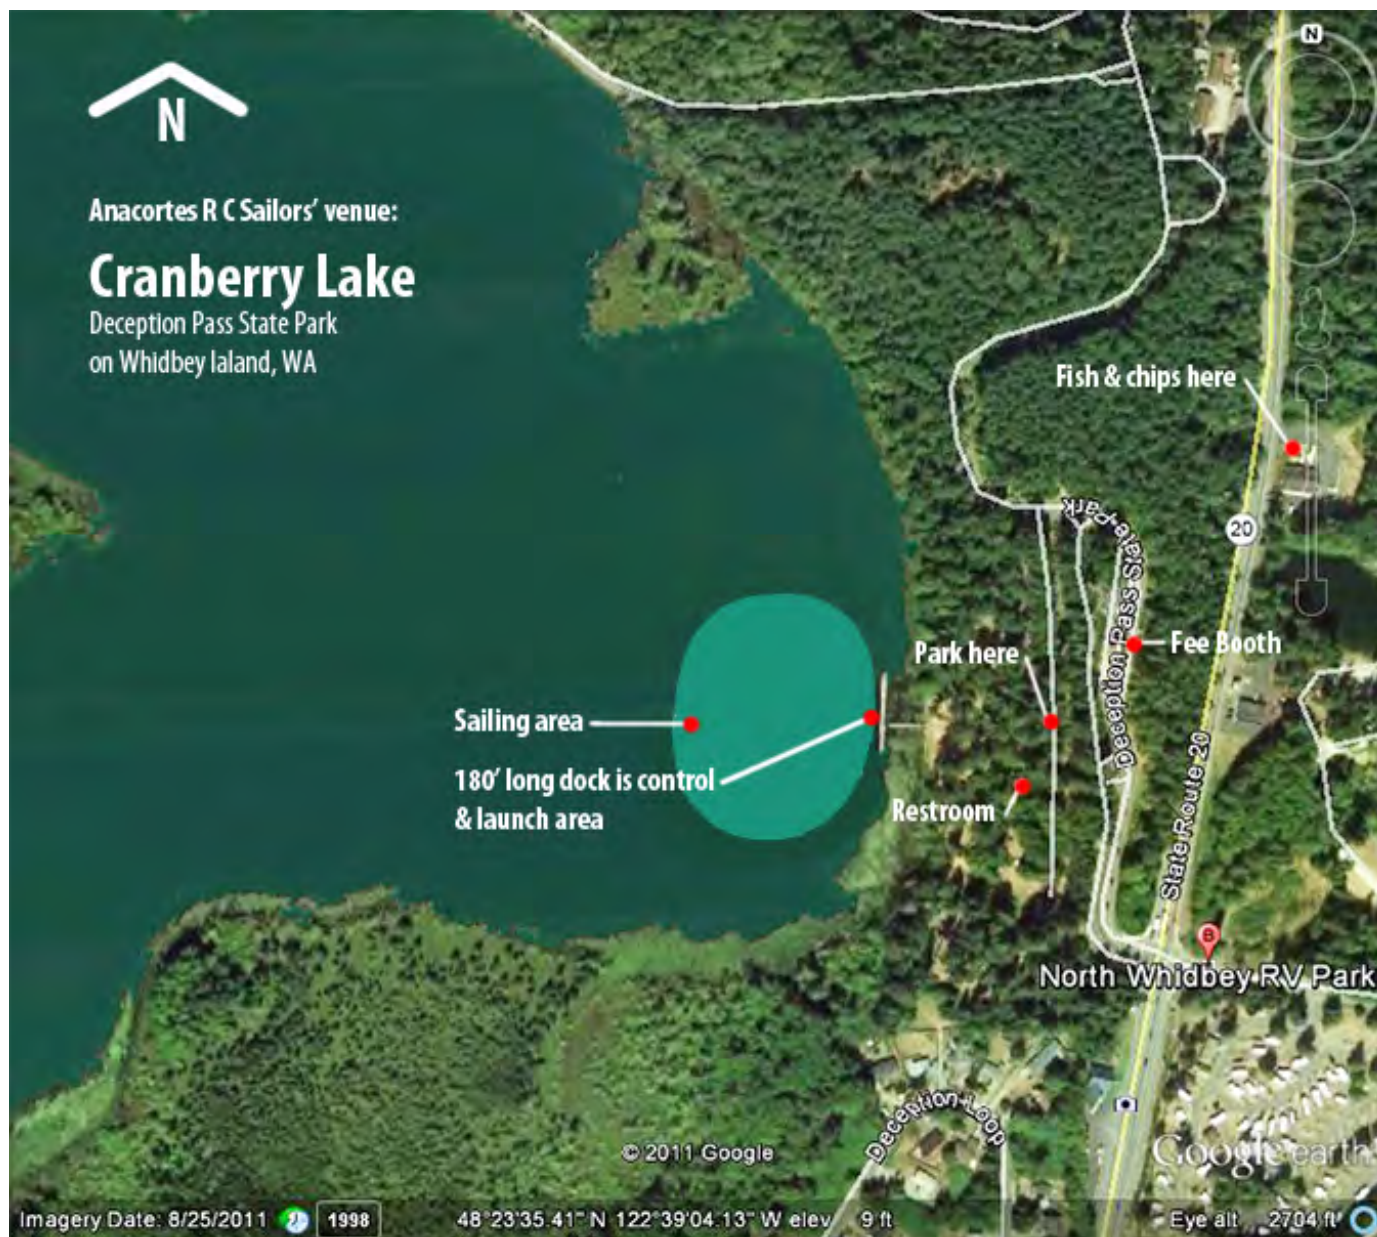 N
N
Anacortes R C Sailors’ venue:
Cranberry Lake
Deception Pass State Park
on Whidbey Ialand, WA
Fish & chips here
20
Deception Pass State Park
Park here
Fee Booth
Sailing area
180’ long dock is control
& launch area
Restroom
State Route 20
B
North Whidbey RV Park
Deception Loop
© 2011 Google
Google earth
Imagery Date: 8/25/2011
1998
48°23'35.41" N 122°39'04.13" W elev 9 ft
Eye alt 2704 ft